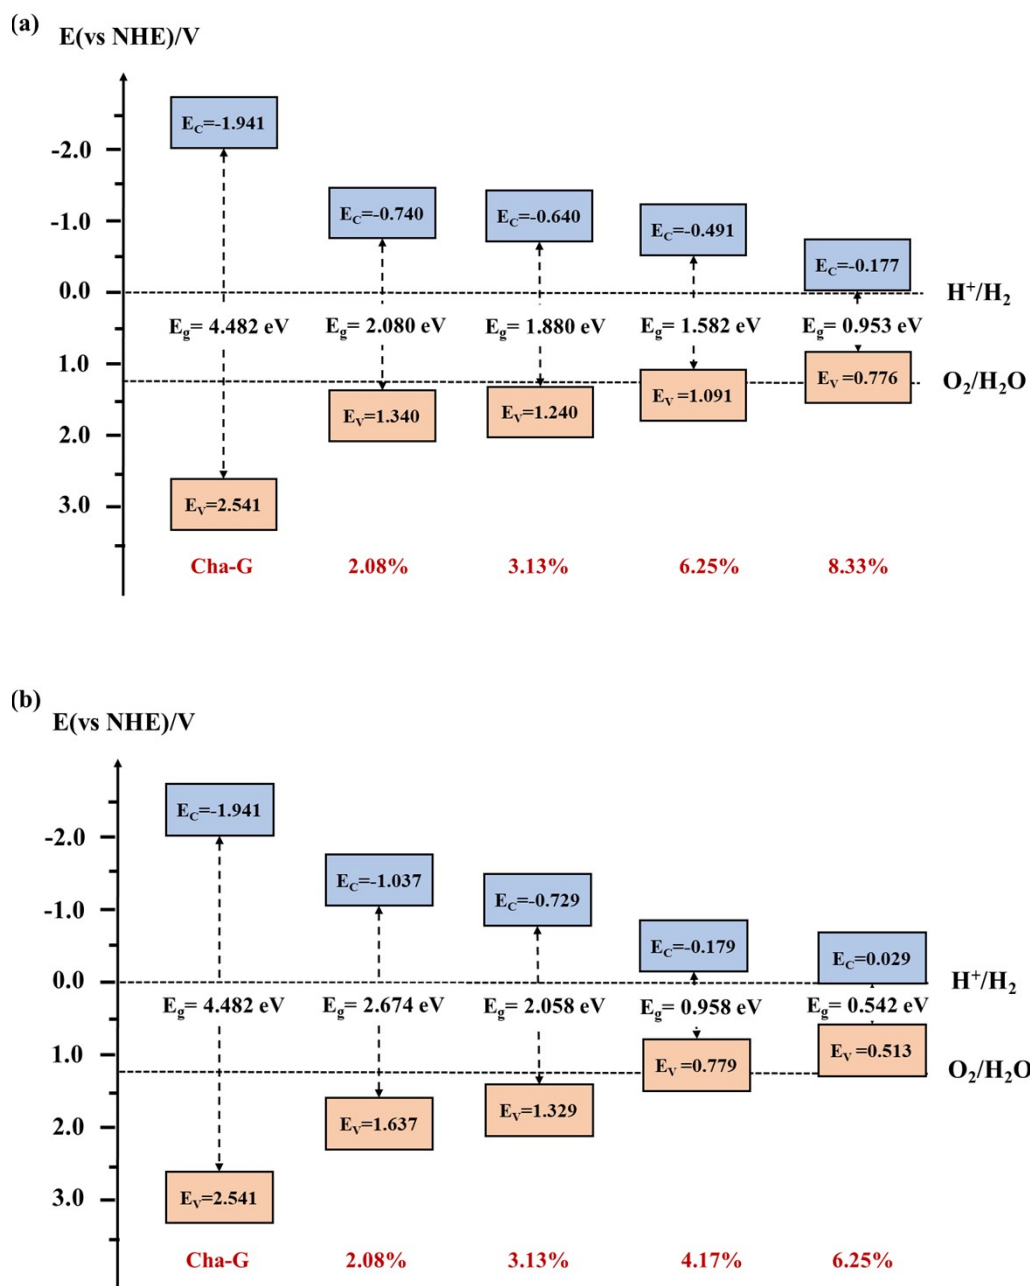 (a)
E(vs NHE)/V
-2.0
-1.0
0.0
1.0
2.0
3.0
E_C=-1.941
E_C=-0.740
E_C=-0.640
E_C=-0.491
E_C=-0.177
H⁺/H₂
E_g= 4.482 eV
E_g= 2.080 eV
E_g= 1.880 eV
E_g= 1.582 eV
E_g= 0.953 eV
O₂/H₂O
E_V=2.541
E_V=1.340
E_V=1.240
E_V =1.091
E_V =0.776
Cha-G
2.08%
3.13%
6.25%
8.33%
(b)
E(vs NHE)/V
-2.0
-1.0
0.0
1.0
2.0
3.0
E_C=-1.941
E_C=-1.037
E_C=-0.729
E_C=-0.179
E_C=0.029
H⁺/H₂
E_g= 4.482 eV
E_g= 2.674 eV
E_g= 2.058 eV
E_g= 0.958 eV
E_g= 0.542 eV
O₂/H₂O
E_V=2.541
E_V=1.637
E_V=1.329
E_V =0.779
E_V =0.513
Cha-G
2.08%
3.13%
4.17%
6.25%